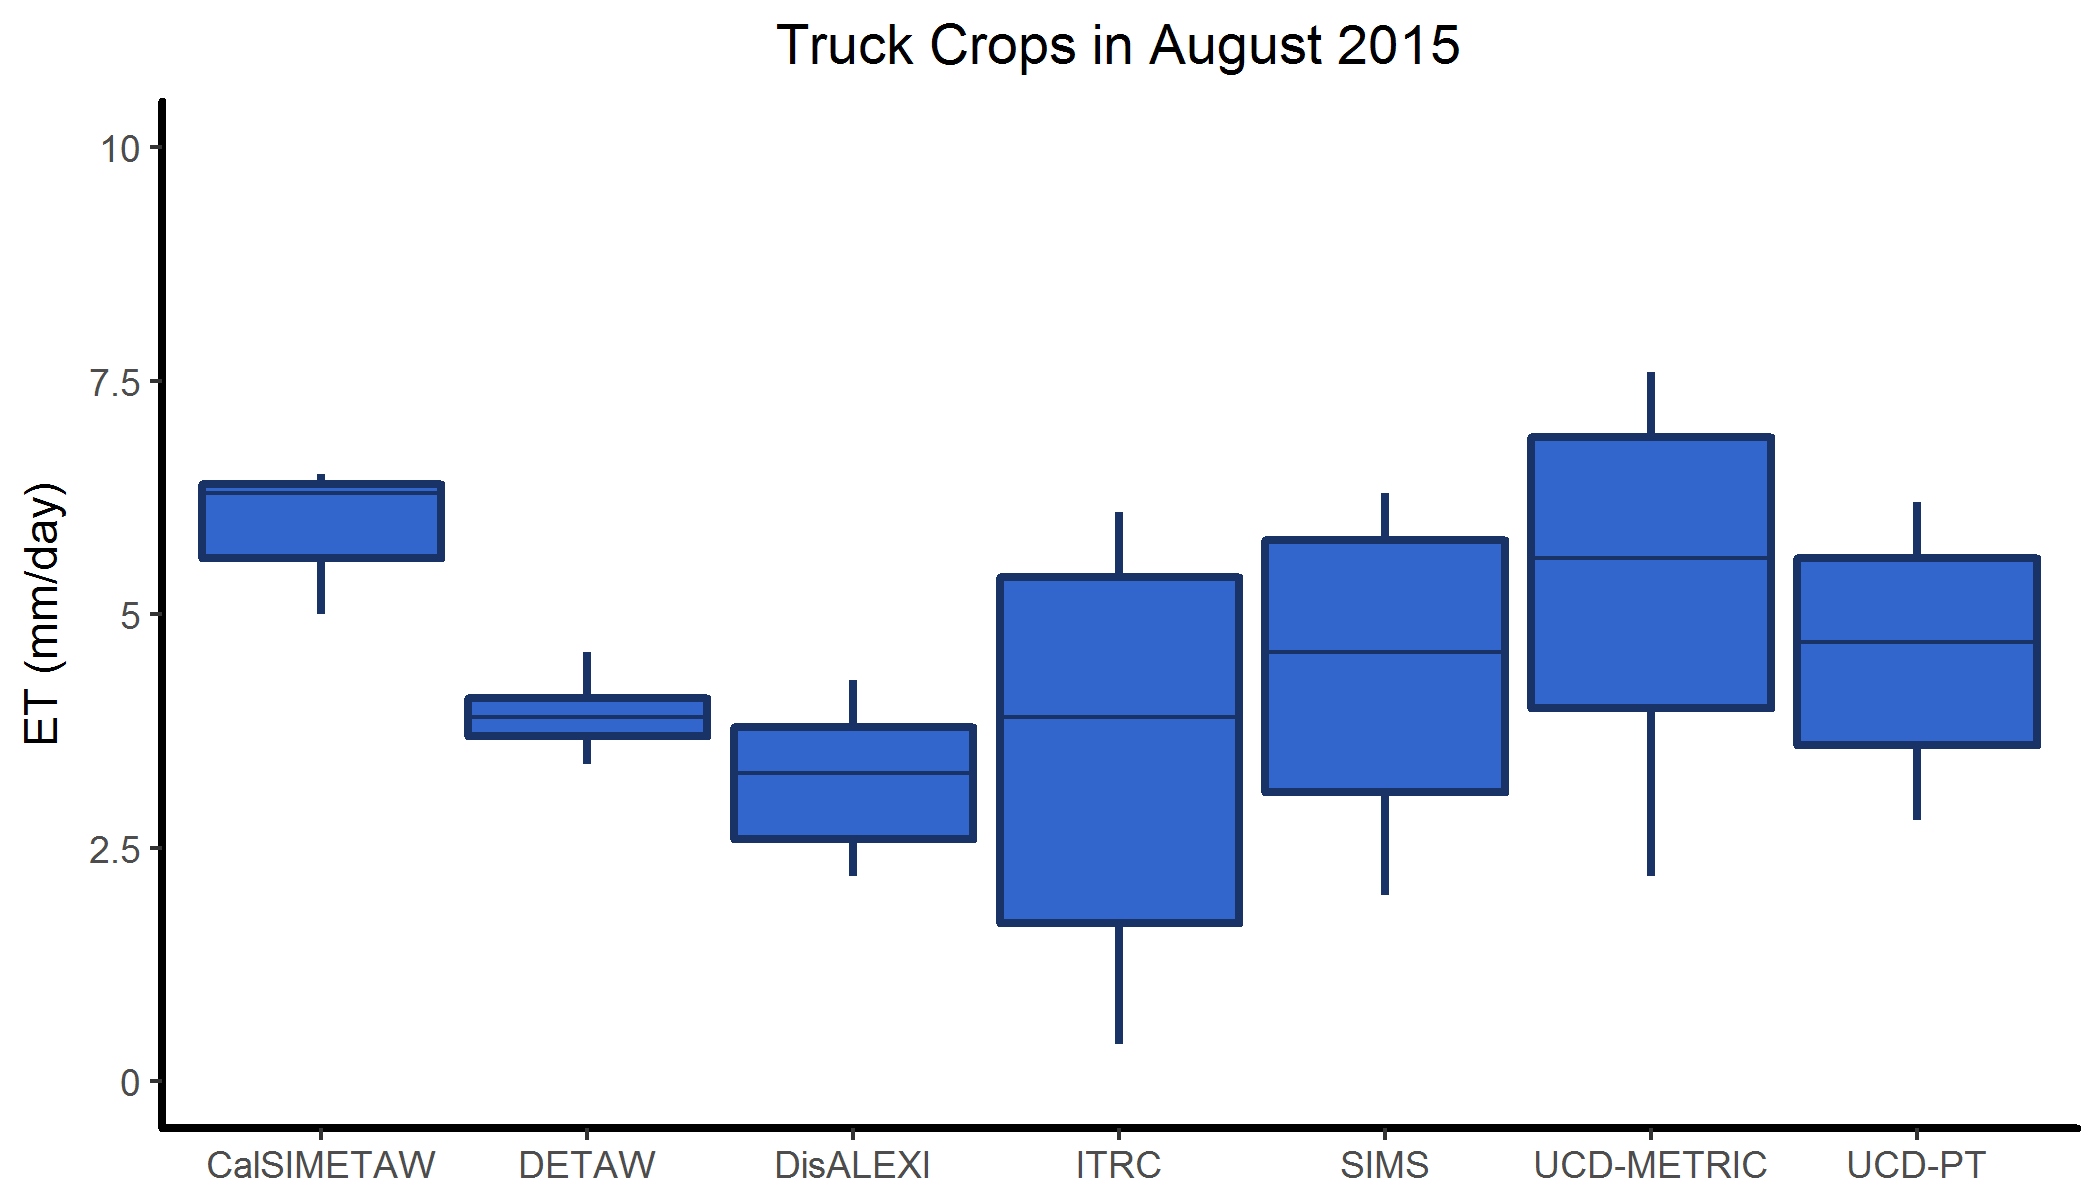 Truck Crops in August 2015
ET (mm/day)
10
7.5
5
2.5
0
CalSIMETAW DETAW DisALEXI ITRC SIMS UCD-METRIC UCD-PT